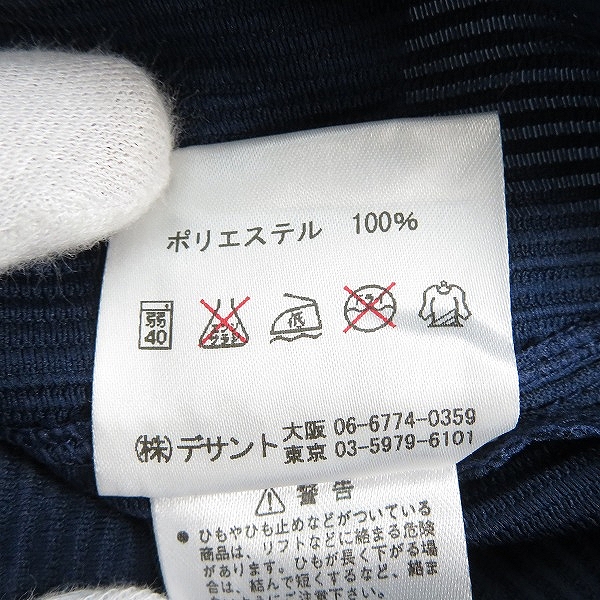 ポリエステル 100%
弱 エンソ サラシ 低 ドライ
40
(株)デサント 大阪 06-6774-0359
東京 03-5979-6101
警告
● ひもやひも止めなどがついている
商品は、リフトなどに絡まる危険
があります。ひもが長く下がる場
合は、結んで短くするなど、絡ま